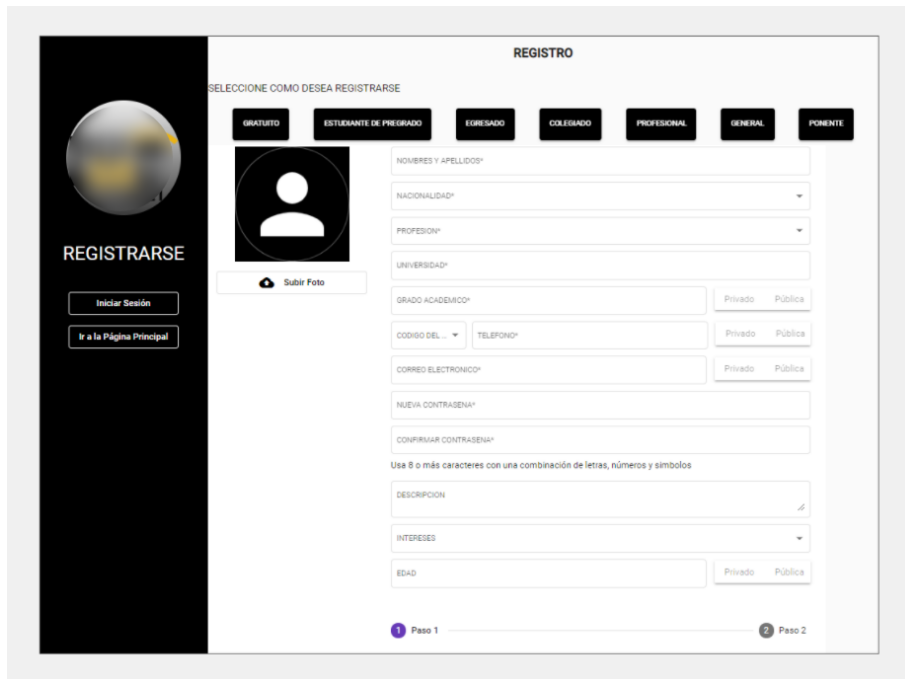 REGISTRO
SELECCIONE COMO DESEA REGISTRARSE
GRATUITO
ESTUDIANTE DE PREGRADO
EGRESADO
COLEGIADO
PROFESIONAL
GENERAL
PONENTE
REGISTRARSE
Iniciar Sesión
Ir a la Página Principal
Subir Foto
NOMBRES Y APELLIDOS*
NACIONALIDAD*
PROFESION*
UNIVERSIDAD*
GRADO ACADEMICO*
Privado Pública
CODIGO DEL ...
TELEFONO*
Privado Pública
CORREO ELECTRONICO*
Privado Pública
NUEVA CONTRASENA*
CONFIRMAR CONTRASENA*
Usa 8 o más caracteres con una combinación de letras, números y simbolos
DESCRIPCION
INTERESES
EDAD
Privado Pública
1 Paso 1
2 Paso 2